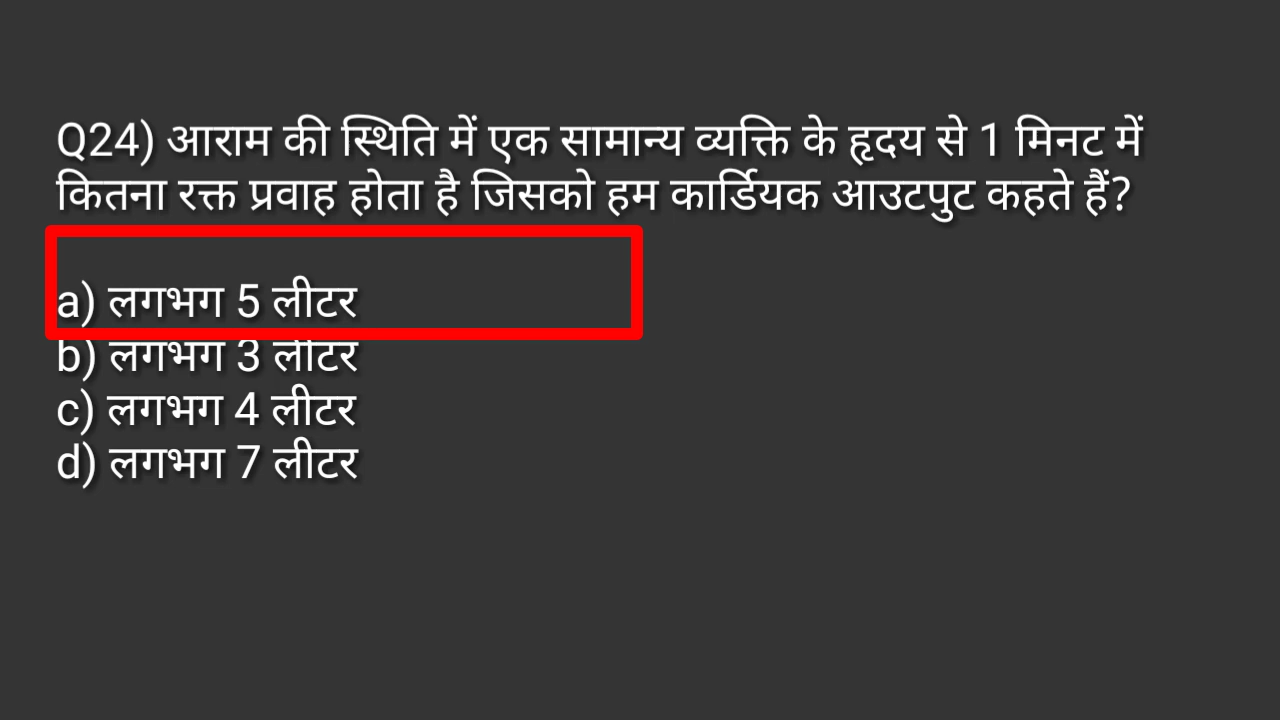 Q24) आराम की स्थिति में एक सामान्य व्यक्ति के हृदय से 1 मिनट में
कितना रक्त प्रवाह होता है जिसको हम कार्डियक आउटपुट कहते हैं?
a) लगभग 5 लीटर
b) लगभग 3 लीटर
c) लगभग 4 लीटर
d) लगभग 7 लीटर